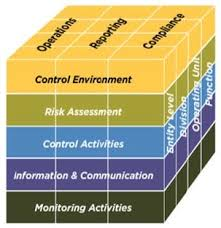 Operations
Reporting
Compliance
Control Environment
Risk Assessment
Control Activities
Information & Communication
Monitoring Activities
Entity Level
Division
Operating Unit
Function